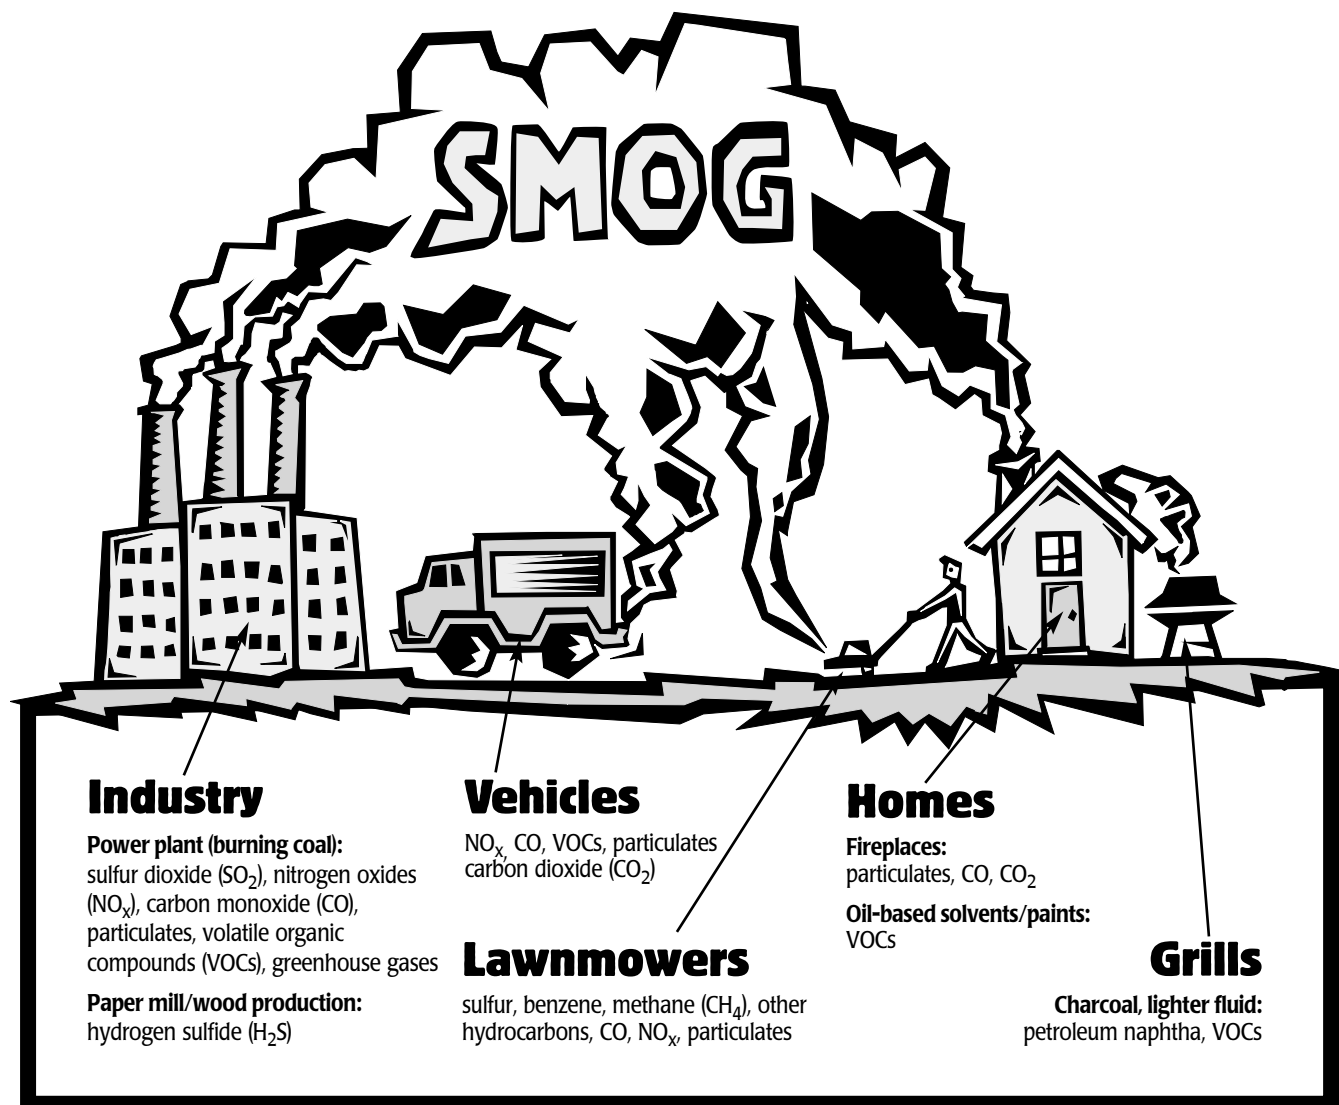 SMOG
Industry
Power plant (burning coal):
sulfur dioxide (SO₂), nitrogen oxides
(NOₓ), carbon monoxide (CO),
particulates, volatile organic
compounds (VOCs), greenhouse gases
Paper mill/wood production:
hydrogen sulfide (H₂S)
Vehicles
NOₓ, CO, VOCs, particulates
carbon dioxide (CO₂)
Lawnmowers
sulfur, benzene, methane (CH₄), other
hydrocarbons, CO, NOₓ, particulates
Homes
Fireplaces:
particulates, CO, CO₂
Oil-based solvents/paints:
VOCs
Grills
Charcoal, lighter fluid:
petroleum naphtha, VOCs